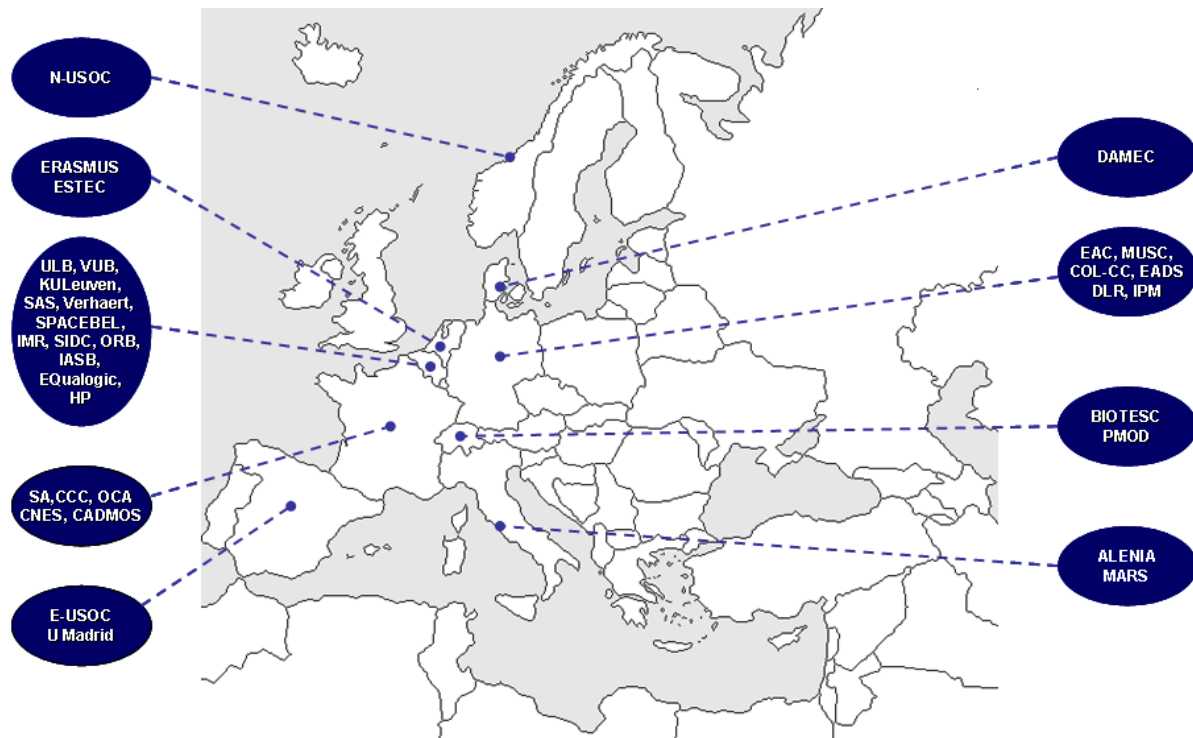 N-USOC
ERASMUS
ESTEC
ULB, VUB,
KULeuven,
SAS, Verhaert,
SPACEBEL,
IMR, SIDC, ORB,
IASB,
EQualogic,
HP
SA,CCC, OCA
CNES, CADMOS
E-USOC
U Madrid
DAMEC
EAC, MUSC,
COL-CC, EADS
DLR, IPM
BIOTESC
PMOD
ALENIA
MARS